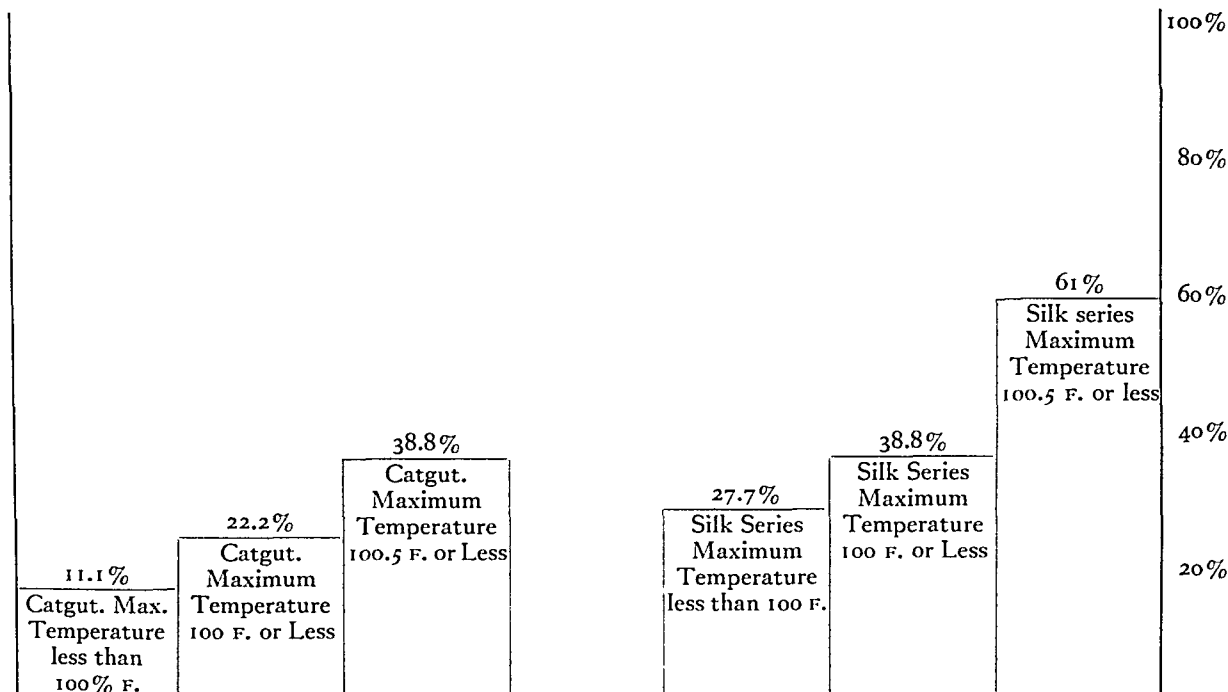 11.1%
Catgut. Max.
Temperature
less than
100% F.
22.2%
Catgut.
Maximum
Temperature
100 F. or Less
38.8%
Catgut.
Maximum
Temperature
100.5 F. or Less
27.7%
Silk Series
Maximum
Temperature
less than 100 F.
38.8%
Silk Series
Maximum
Temperature
100 F. or Less
61%
Silk series
Maximum
Temperature
100.5 F. or less
100%
80%
60%
40%
20%